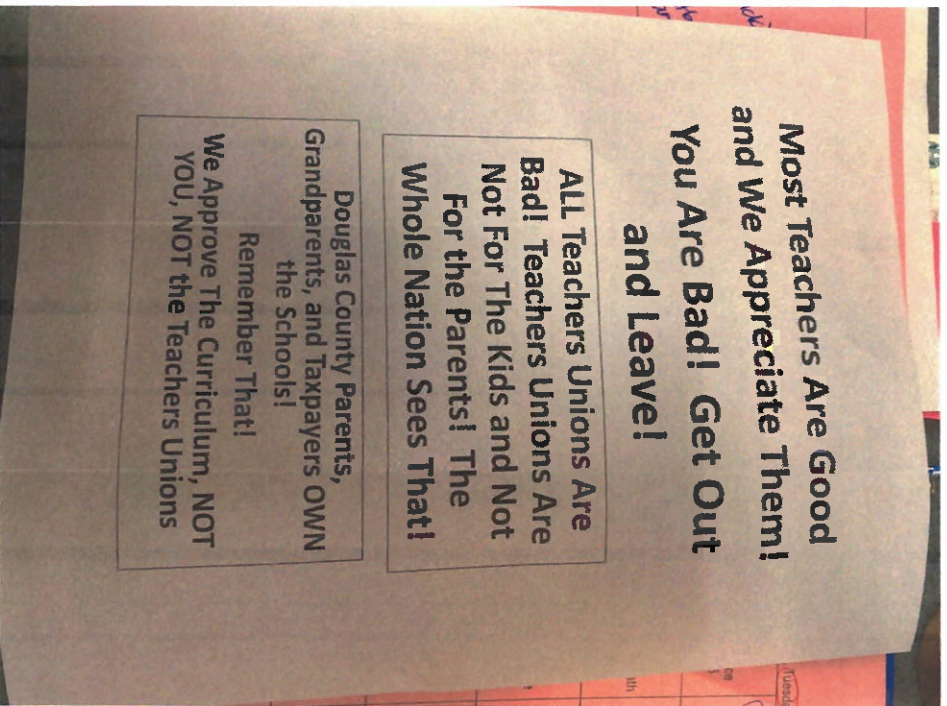 Most Teachers Are Good
and We Appreciate Them!
You Are Bad! Get Out
and Leave!
ALL Teachers Unions Are
Bad! Teachers Unions Are
Not For The Kids and Not
For the Parents! The
Whole Nation Sees That!
Douglas County Parents,
Grandparents, and Taxpayers OWN
the Schools!
Remember That!
We Approve The Curriculum, NOT
YOU, NOT the Teachers Unions